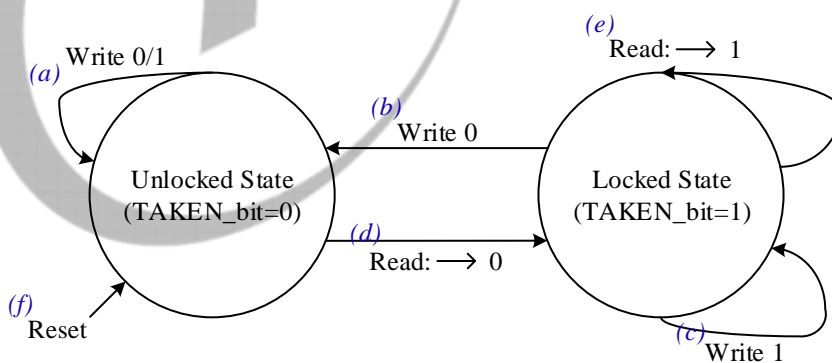 (e)
Read: → 1
(a) Write 0/1
(b)
Write 0
Unlocked State
(TAKEN_bit=0)
Locked State
(TAKEN_bit=1)
(d)
Read: → 0
(f)
Reset
(c)
Write 1